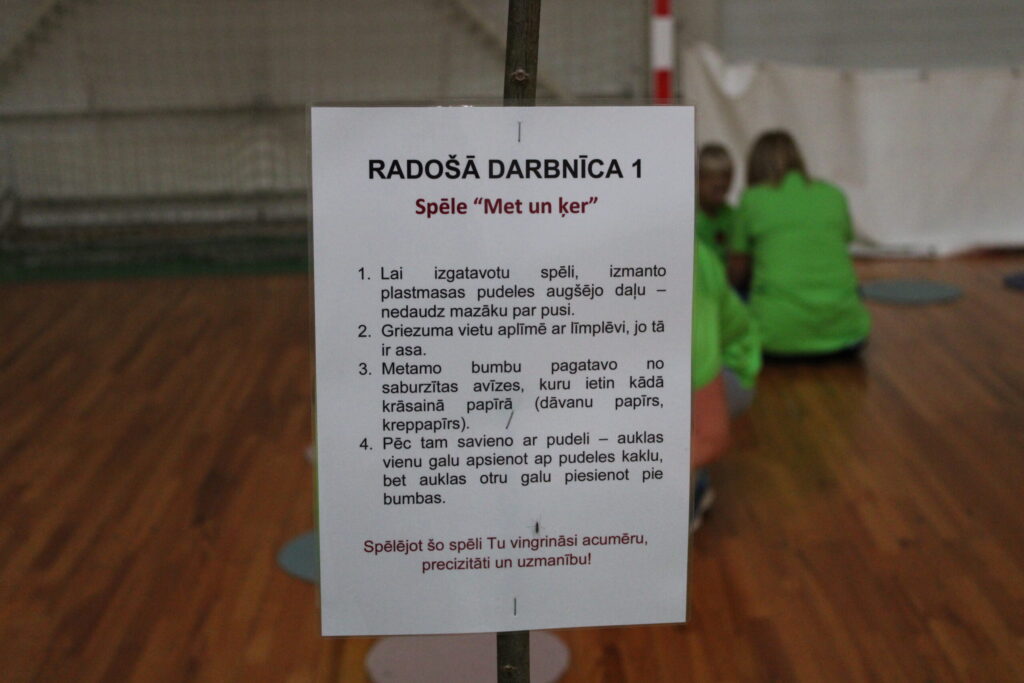 RADOŠĀ DARBNĪCA 1
Spēle “Met un ķer”
1. Lai izgatavotu spēli, izmanto
plastmasas pudeles augšējo daļu –
nedaudz mazāku par pusi.
2. Griezuma vietu aplīmē ar līmplēvi, jo tā
ir asa.
3. Metamo bumbu pagatavo no
saburzītas avīzes, kuru ietin kādā
krāsainā papīrā (dāvanu papīrs,
kreppapīrs).
4. Pēc tam savieno ar pudeli – auklas
vienu galu apsienot ap pudeles kaklu,
bet auklas otru galu piesienot pie
bumbas.
Spēlējot šo spēli Tu vingrināsi acumēru,
precizitāti un uzmanību!